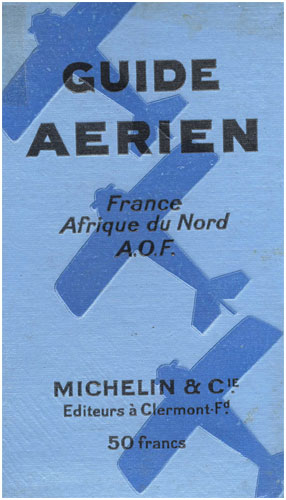 GUIDE
AERIEN
France
Afrique du Nord
A.O.F.
MICHELIN & CIE
Editeurs à Clermont-Fd
50 francs